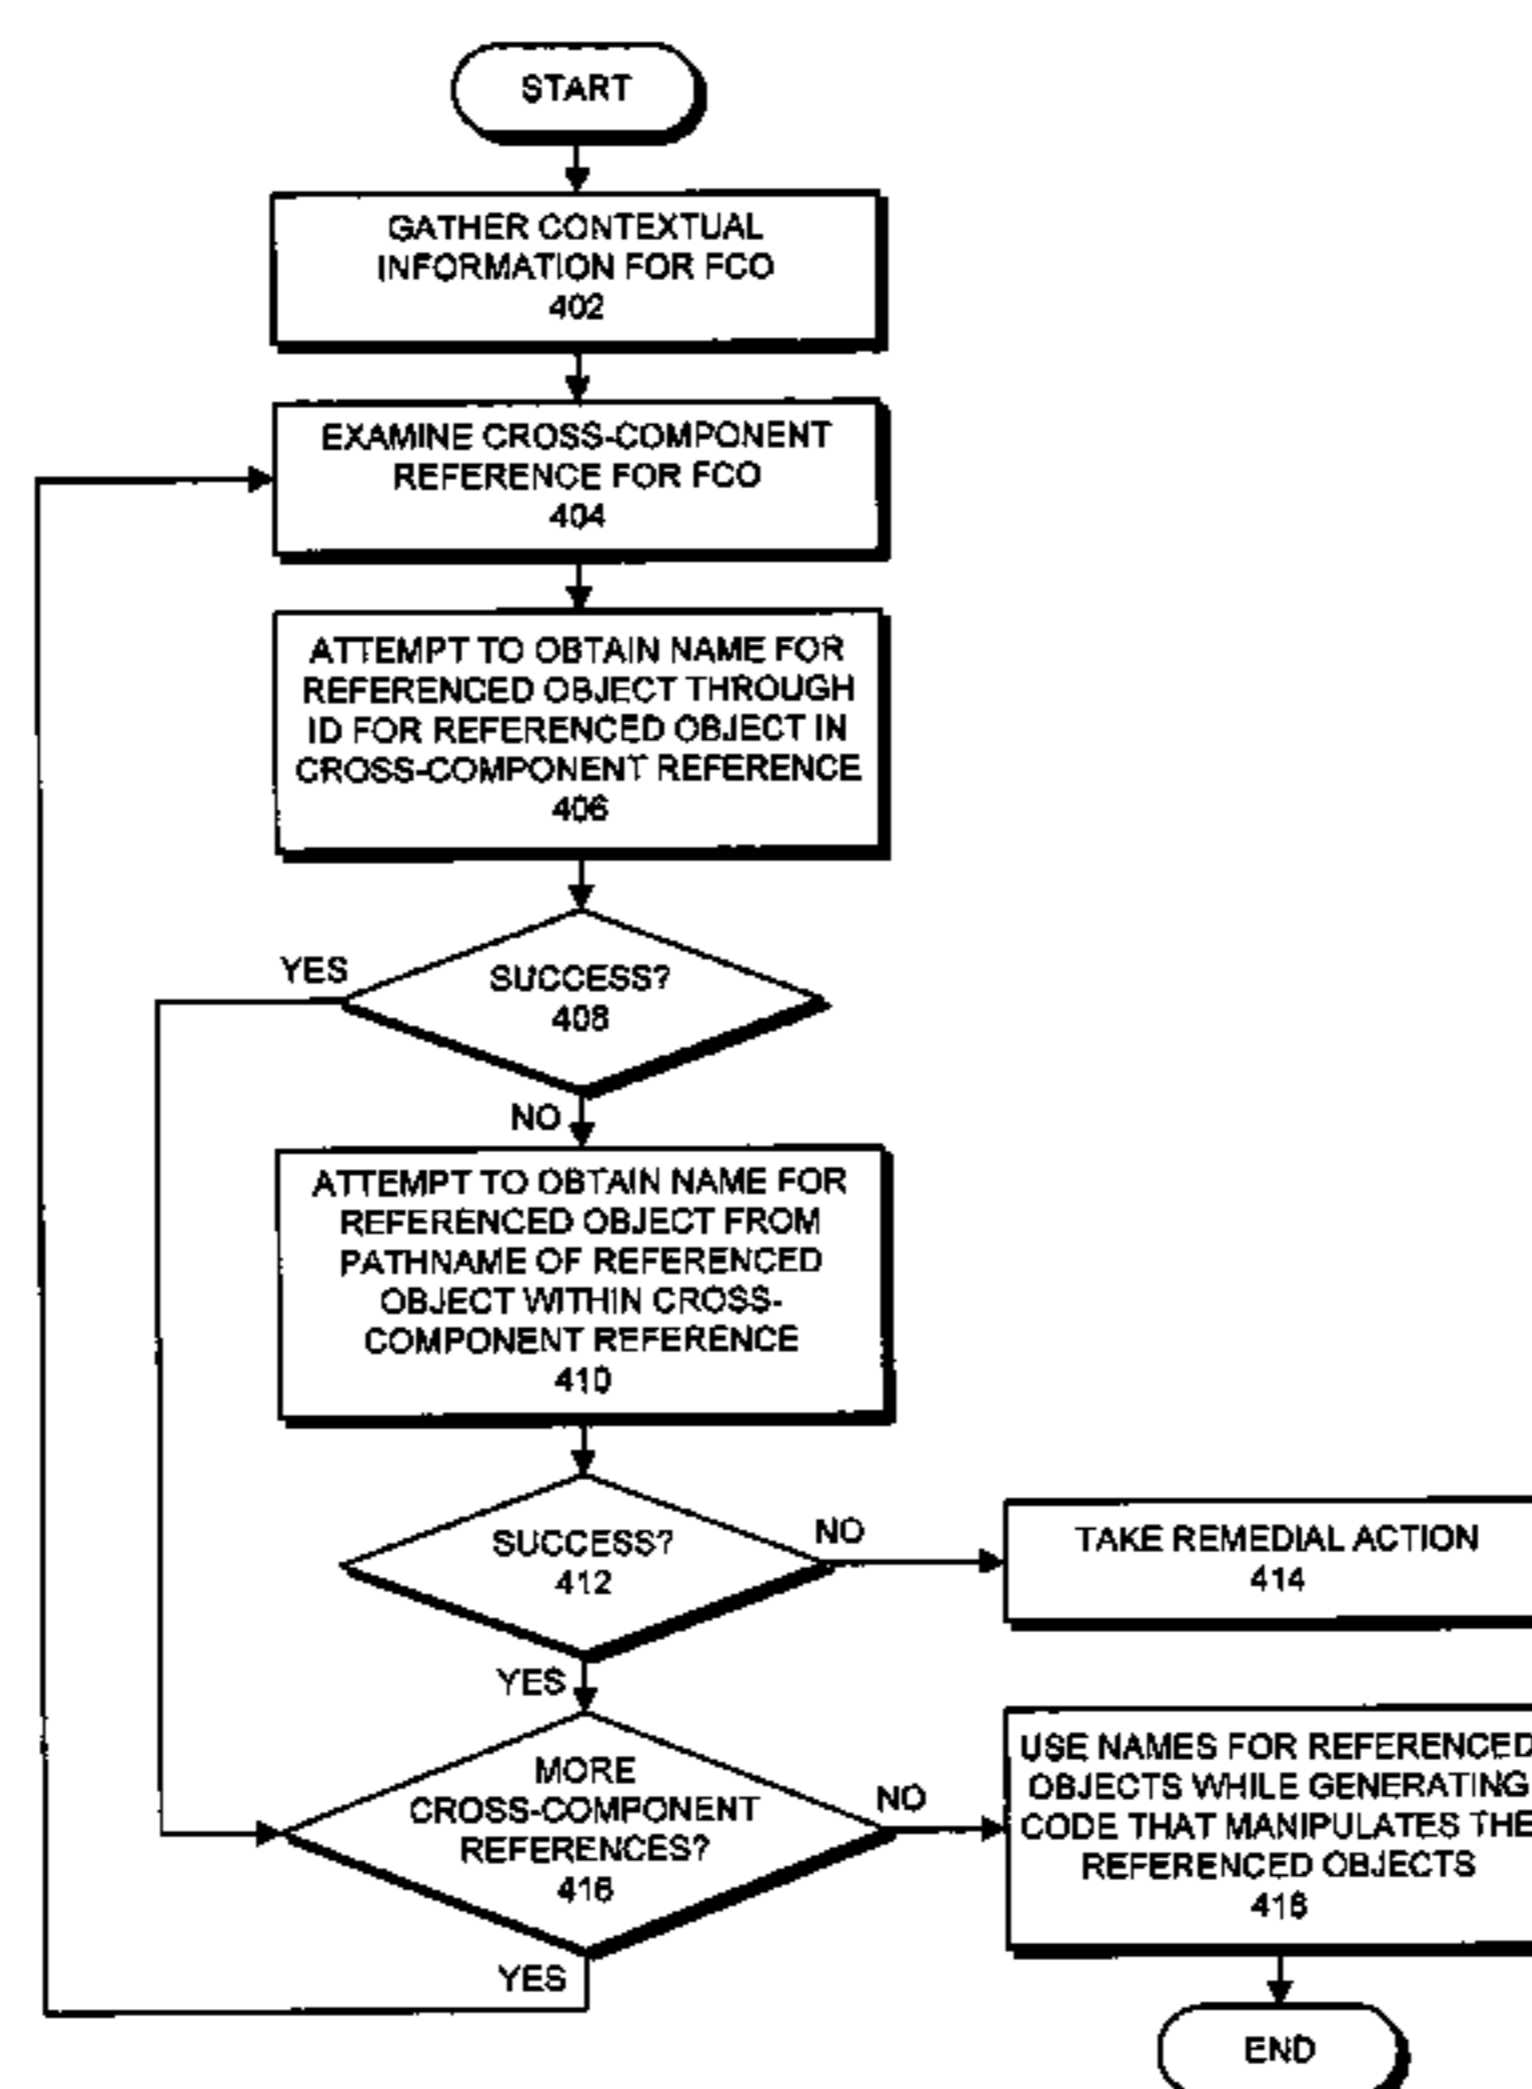 START
GATHER CONTEXTUAL
INFORMATION FOR FCO
402
EXAMINE CROSS-COMPONENT
REFERENCE FOR FCO
404
ATTEMPT TO OBTAIN NAME FOR
REFERENCED OBJECT THROUGH
ID FOR REFERENCED OBJECT IN
CROSS-COMPONENT REFERENCE
406
YES
SUCCESS?
408
NO
ATTEMPT TO OBTAIN NAME FOR
REFERENCED OBJECT FROM
PATHNAME OF REFERENCED
OBJECT WITHIN CROSS-
COMPONENT REFERENCE
410
SUCCESS?
412
NO
TAKE REMEDIAL ACTION
414
YES
MORE
CROSS-COMPONENT
REFERENCES?
416
NO
USE NAMES FOR REFERENCED
OBJECTS WHILE GENERATING
CODE THAT MANIPULATES THE
REFERENCED OBJECTS
418
YES
END